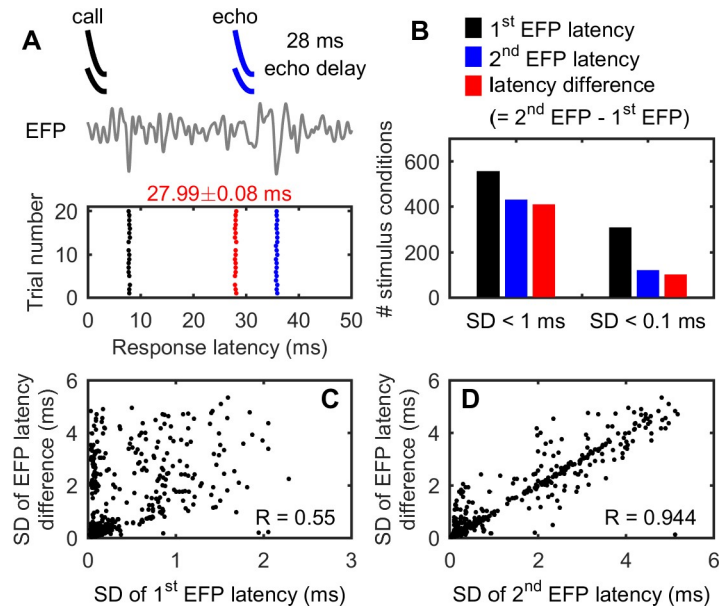 A
call
echo
28 ms
echo delay
EFP
27.99±0.08 ms
Trial number
20
10
0
0 10 20 30 40 50
Response latency (ms)
B
1st EFP latency
2nd EFP latency
latency difference
(= 2nd EFP - 1st EFP)
# stimulus conditions
600
400
200
0
SD < 1 ms SD < 0.1 ms
C
SD of EFP latency
difference (ms)
6
4
2
0
R = 0.55
0 1 2 3
SD of 1st EFP latency (ms)
D
SD of EFP latency
difference (ms)
6
4
2
0
R = 0.944
0 2 4 6
SD of 2nd EFP latency (ms)